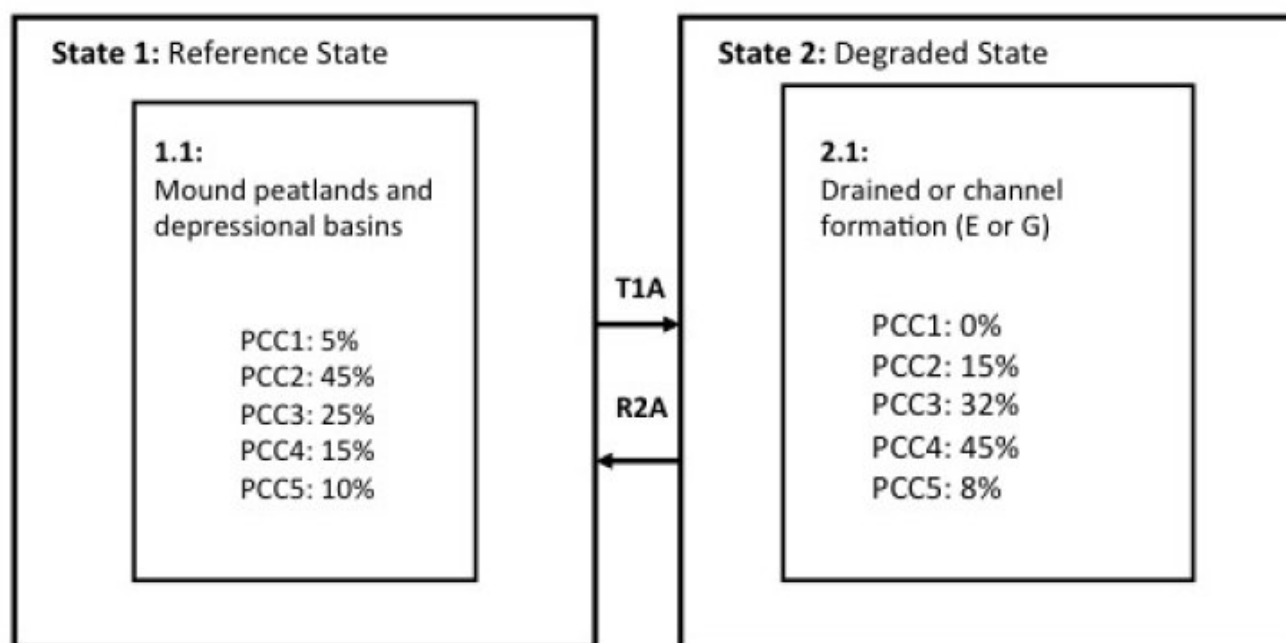 State 1: Reference State
1.1:
Mound peatlands and
depressional basins
PCC1: 5%
PCC2: 45%
PCC3: 25%
PCC4: 15%
PCC5: 10%
T1A
R2A
State 2: Degraded State
2.1:
Drained or channel
formation (E or G)
PCC1: 0%
PCC2: 15%
PCC3: 32%
PCC4: 45%
PCC5: 8%